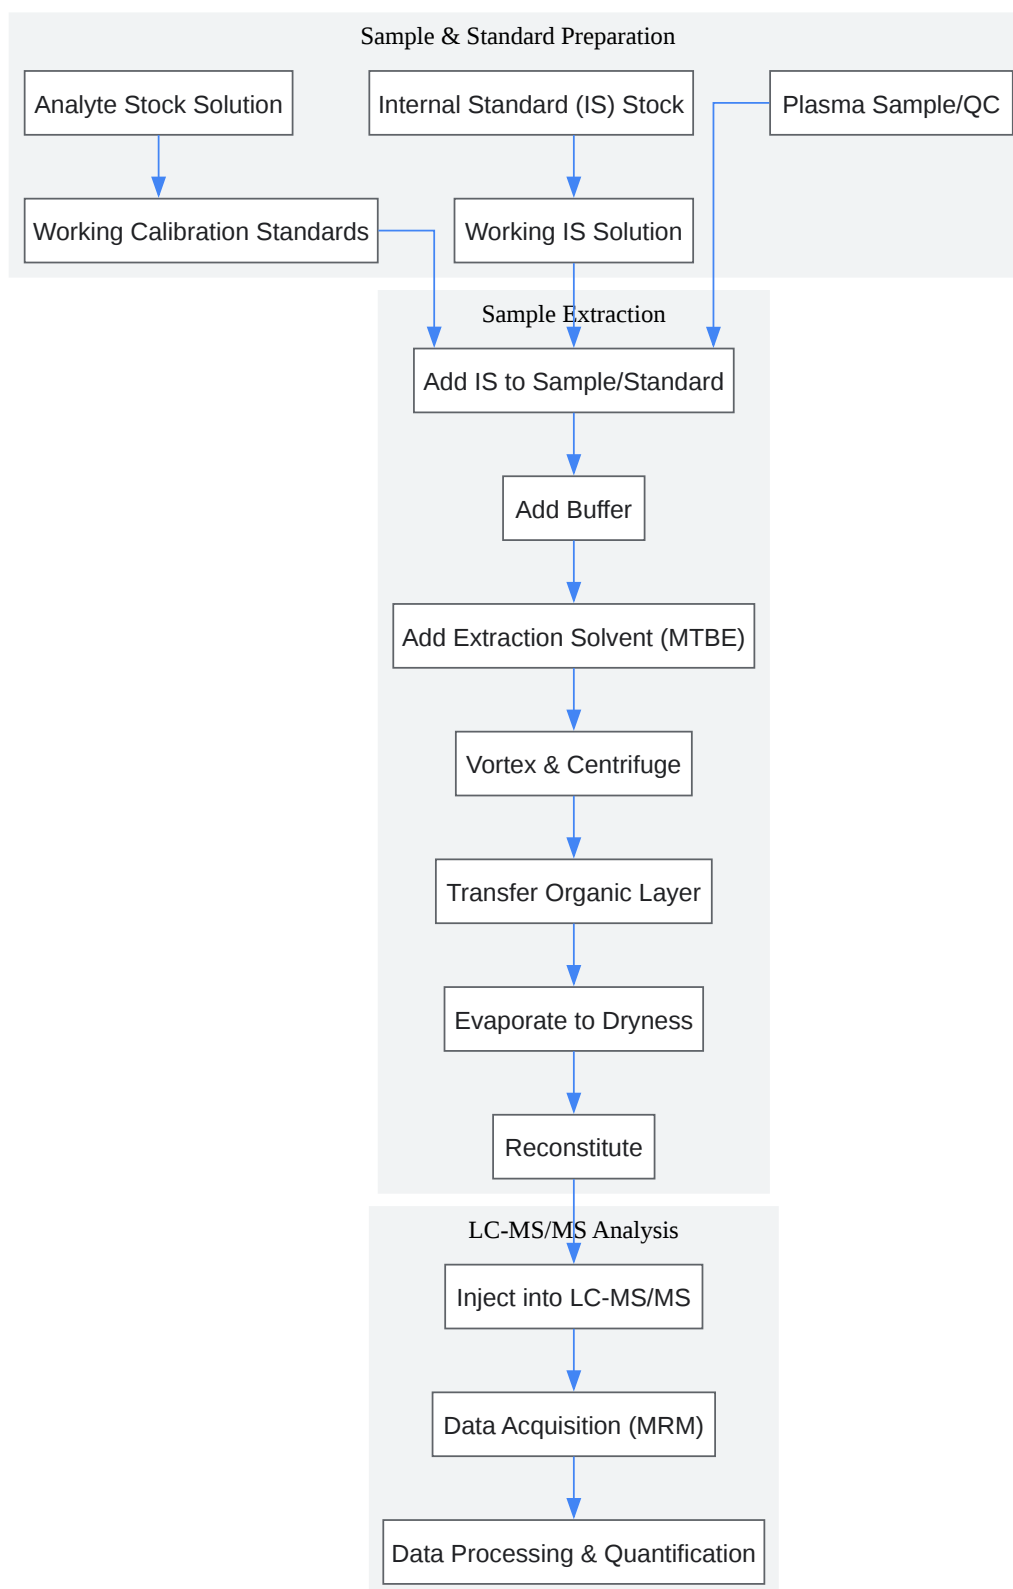 Sample & Standard Preparation
Analyte Stock Solution
Internal Standard (IS) Stock
Plasma Sample/QC
Working Calibration Standards
Working IS Solution
Sample Extraction
Add IS to Sample/Standard
Add Buffer
Add Extraction Solvent (MTBE)
Vortex & Centrifuge
Transfer Organic Layer
Evaporate to Dryness
Reconstitute
LC-MS/MS Analysis
Inject into LC-MS/MS
Data Acquisition (MRM)
Data Processing & Quantification